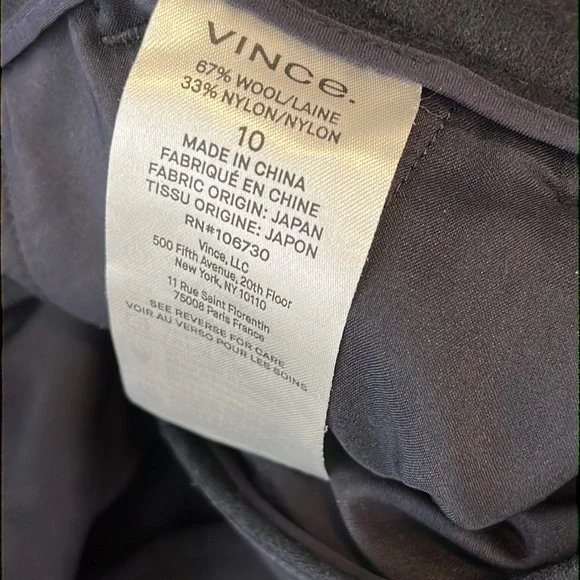 VINCE.
67% WOOL/LAINE
33% NYLON/NYLON
10
MADE IN CHINA
FABRIQUÉ EN CHINE
FABRIC ORIGIN: JAPAN
TISSU ORIGINE: JAPON
RN#106730
Vince, LLC
500 Fifth Avenue, 20th Floor
New York, NY 10110
11 Rue Saint Florentin
75008 Paris France
SEE REVERSE FOR CARE
VOIR AU VERSO POUR LES SOINS